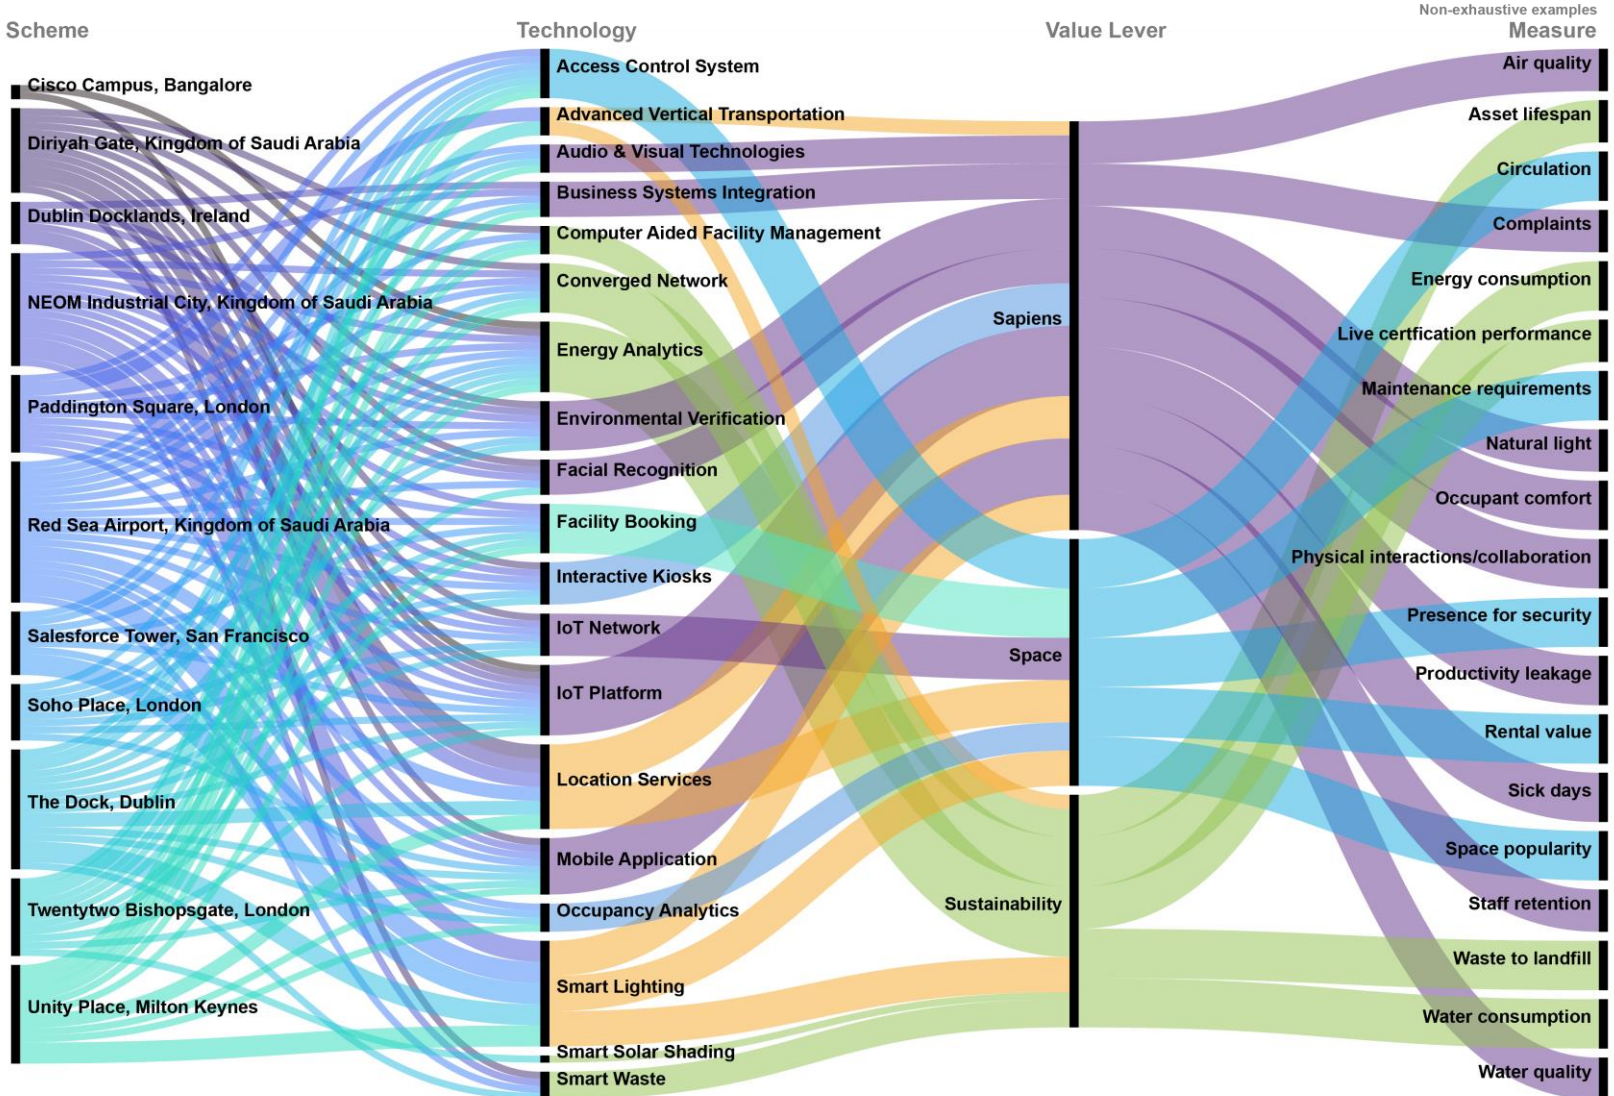 Non-exhaustive examples
Scheme
Technology
Value Lever
Measure
Cisco Campus, Bangalore
Diriyah Gate, Kingdom of Saudi Arabia
Dublin Docklands, Ireland
NEOM Industrial City, Kingdom of Saudi Arabia
Paddington Square, London
Red Sea Airport, Kingdom of Saudi Arabia
Salesforce Tower, San Francisco
Soho Place, London
The Dock, Dublin
Twentytwo Bishopsgate, London
Unity Place, Milton Keynes
Access Control System
Advanced Vertical Transportation
Audio & Visual Technologies
Business Systems Integration
Computer Aided Facility Management
Converged Network
Energy Analytics
Environmental Verification
Facial Recognition
Facility Booking
Interactive Kiosks
IoT Network
IoT Platform
Location Services
Mobile Application
Occupancy Analytics
Smart Lighting
Smart Solar Shading
Smart Waste
Sapiens
Space
Sustainability
Air quality
Asset lifespan
Circulation
Complaints
Energy consumption
Live certfication performance
Maintenance requirements
Natural light
Occupant comfort
Physical interactions/collaboration
Presence for security
Productivity leakage
Rental value
Sick days
Space popularity
Staff retention
Waste to landfill
Water consumption
Water quality